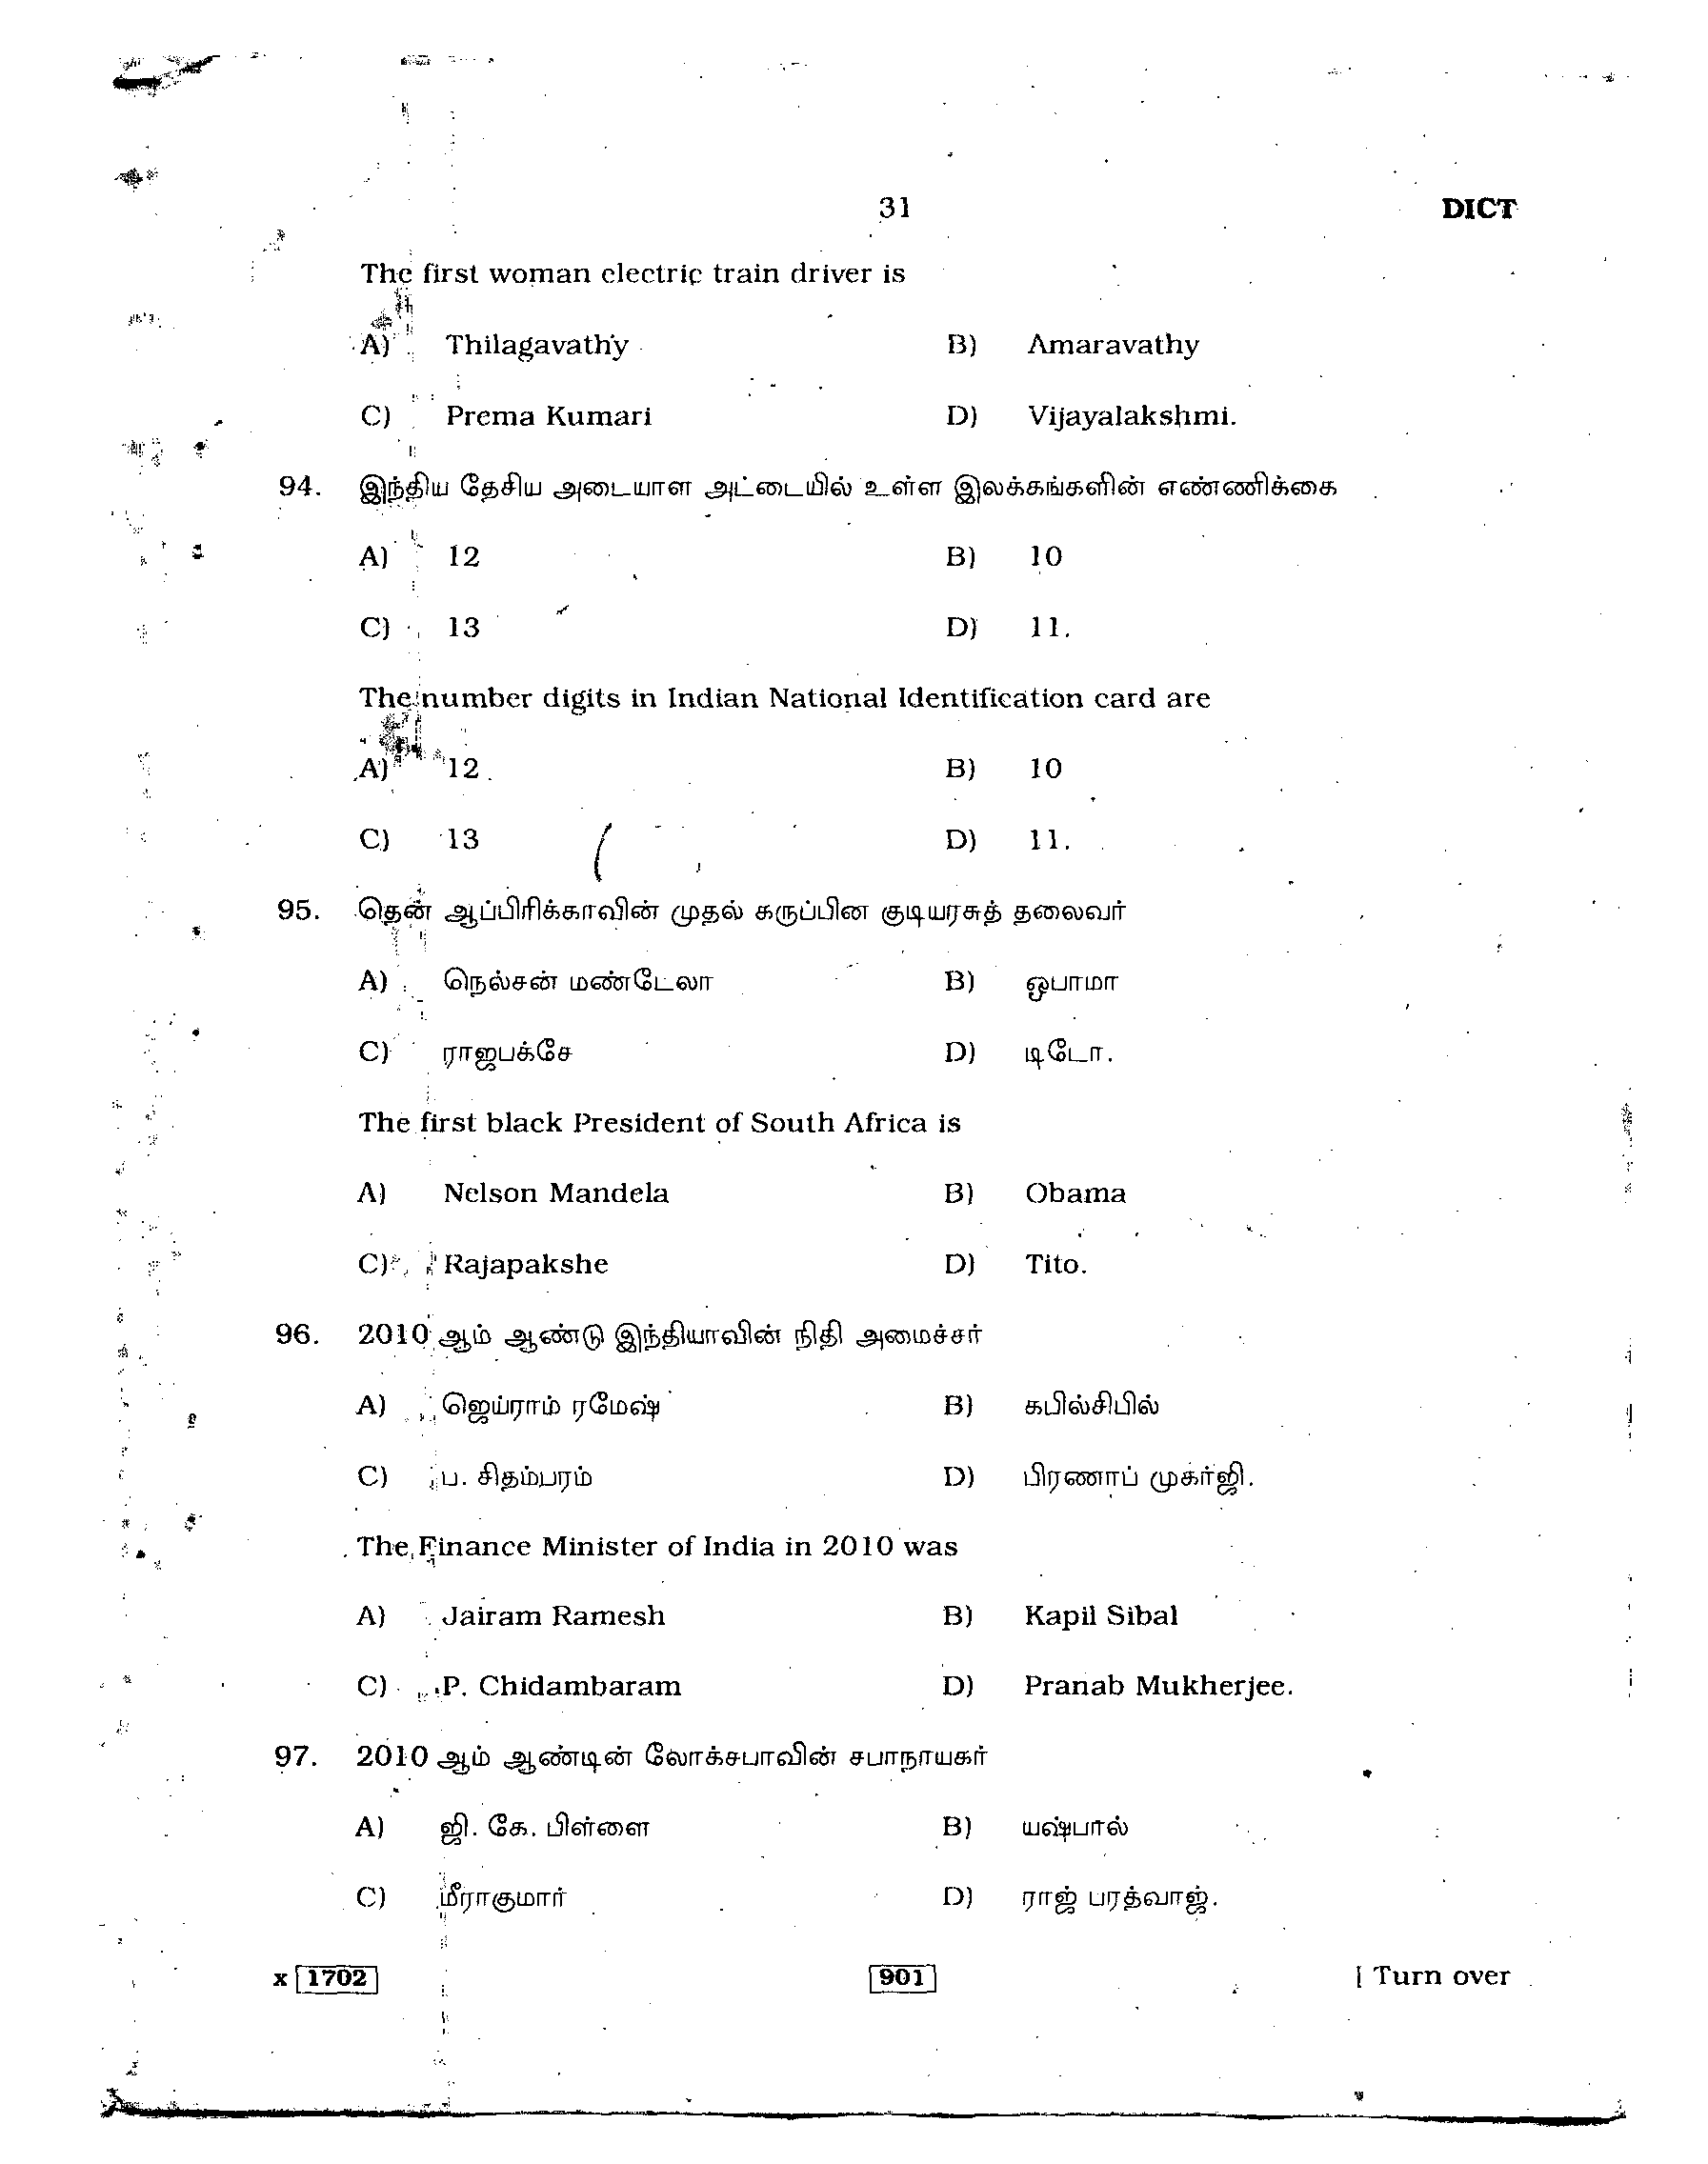 31 DICT
The first woman electric train driver is
A) Thilagavathy B) Amaravathy
C) Prema Kumari D) Vijayalakshmi.
94. இந்திய தேசிய அடையாள அட்டையில் உள்ள இலக்கங்களின் எண்ணிக்கை
A) 12 B) 10
C) 13 D) 11.
The number digits in Indian National Identification card are
A) 12 B) 10
C) 13 D) 11.
95. தென் ஆப்பிரிக்காவின் முதல் கருப்பின குடியரசுத் தலைவர்
A) நெல்சன் மண்டேலா B) ஒபாமா
C) ராஜபக்சே D) டிடோ.
The first black President of South Africa is
A) Nelson Mandela B) Obama
C) Rajapakshe D) Tito.
96. 2010 ஆம் ஆண்டு இந்தியாவின் நிதி அமைச்சர்
A) ஜெய்ராம் ரமேஷ் B) கபில்சிபில்
C) ப. சிதம்பரம் D) பிரணாப் முகர்ஜி.
The Finance Minister of India in 2010 was
A) Jairam Ramesh B) Kapil Sibal
C) P. Chidambaram D) Pranab Mukherjee.
97. 2010 ஆம் ஆண்டின் லோக்சபாவின் சபாநாயகர்
A) ஜி. கே. பிள்ளை B) யஷ்பால்
C) மீராகுமார் D) ராஜ் பரத்வாஜ்.
x 1702 901 [ Turn over